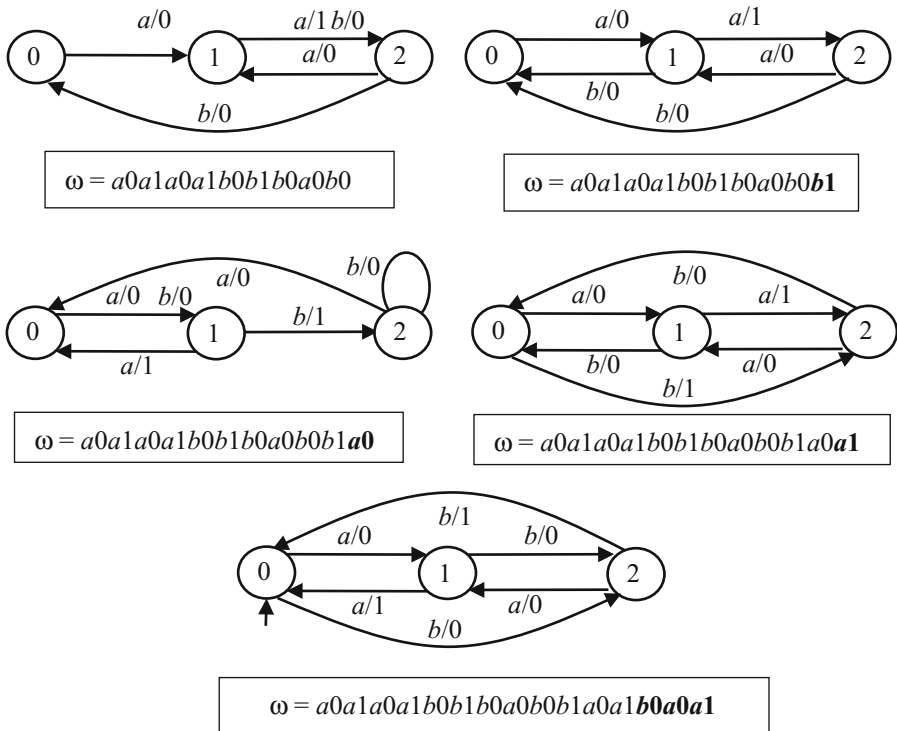 a/0 a/1 b/0
0 1 a/0 2
b/0
ω = a0a1a0a1b0b1b0a0b0
a/0 a/1
0 1 a/0 2
b/0
b/0
ω = a0a1a0a1b0b1b0a0b0b1
a/0 b/0
a/0 b/0
0 1 b/1 2
a/1
ω = a0a1a0a1b0b1b0a0b0b1a0
b/0
a/0 a/1
0 1 2
b/0 a/0
b/1
ω = a0a1a0a1b0b1b0a0b0b1a0a1
b/1
a/0 b/0
0 1 2
a/1 a/0
b/0
ω = a0a1a0a1b0b1b0a0b0b1a0a1b0a0a1